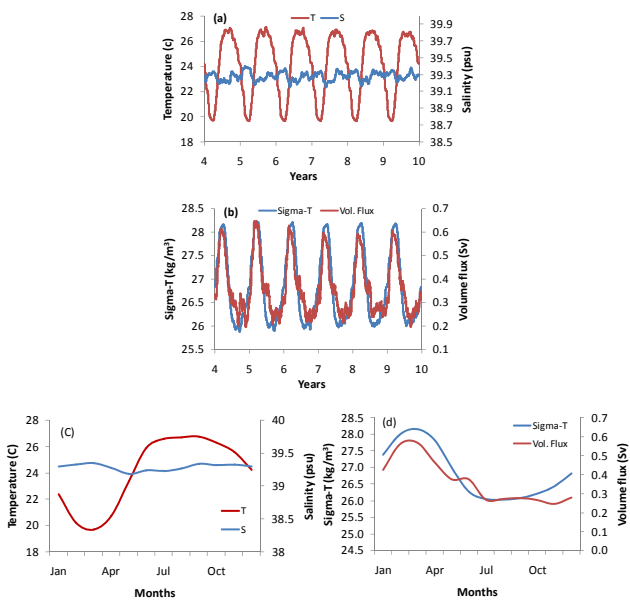 (a)
T
S
Temperature (c)
28
26
24
22
20
18
39.9
39.7
39.5
39.3
39.1
38.9
38.7
38.5
Salinity (psu)
4 5 6 7 8 9 10
Years
(b)
Sigma-T
Vol. Flux
Sigma-T (kg/m³)
28.5
28
27.5
27
26.5
26
25.5
0.7
0.6
0.5
0.4
0.3
0.2
0.1
Volume flux (Sv)
4 5 6 7 8 9 10
Years
(C)
Temperature (C)
28
26
24
22
20
18
T
S
40
39.5
39
38.5
38
Salinity (psu)
Jan Apr Jul Oct
Months
(d)
Sigma-T (kg/m³)
28.5
28.0
27.5
27.0
26.5
26.0
25.5
25.0
24.5
Sigma-T
Vol. Flux
0.7
0.6
0.5
0.4
0.3
0.2
0.1
0.0
Volume flux (Sv)
Jan Apr Jul Oct
Months